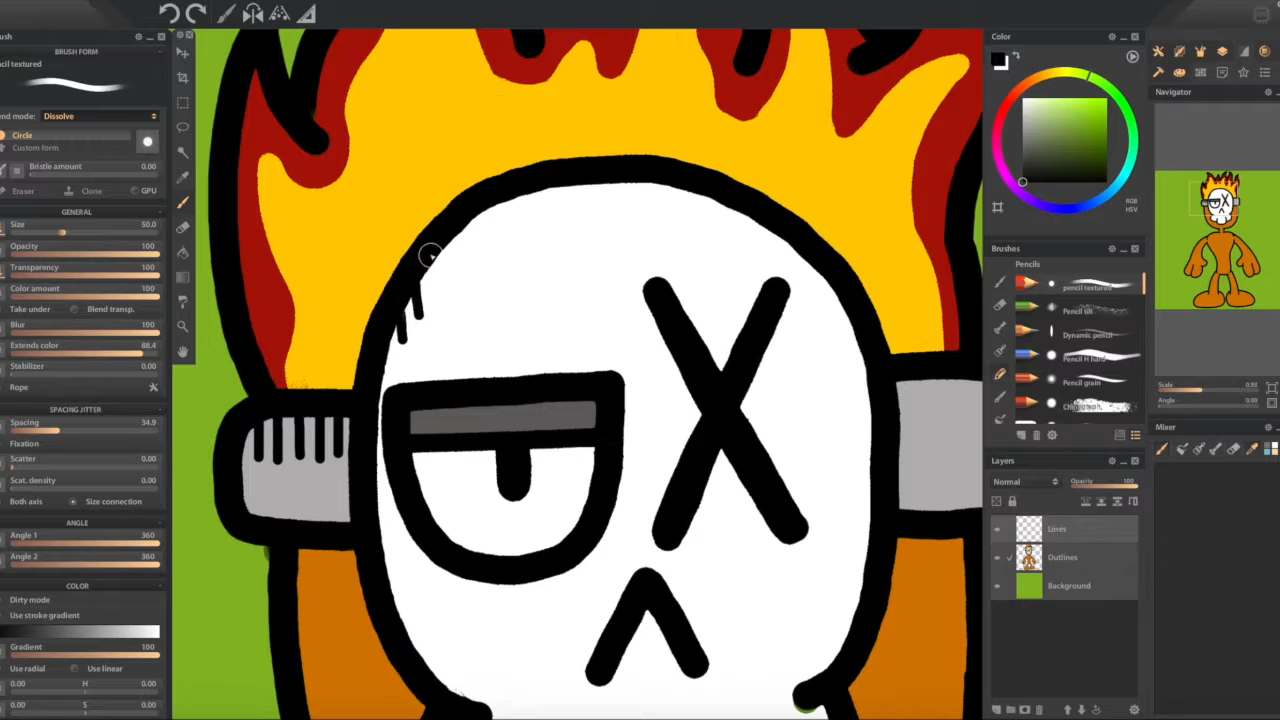 BRUSH FORM
Dissolve
Circle
Custom form
Bristle amount 0.00
Eraser Clone GPU
GENERAL
Size 50.0
Opacity 100
Transparency 100
Color amount 100
Take under Blend transp.
Blur 100
Extends color 88.4
Stabilizer 0.00
Rope
SPACING JITTER
Spacing 34.9
Fixation
Scatter 0.00
Scat. density 0.00
Both axis Size connection
ANGLE
Angle 1 360
Angle 2 360
COLOR
Dirty mode
Use stroke gradient
Gradient 100
Use radial Use linear
0.00 H 0.00
0.00 S 0.00
Color
RGB
HSV
Brushes
Pencils
pencil textured
Pencil tilt
Dynamic pencil
Pencil H hard
Pencil grain
Layers
Normal Opacity 100
Lines
Outlines
Background
Navigator
Scale 0.93
Angle 0.00
Mixer